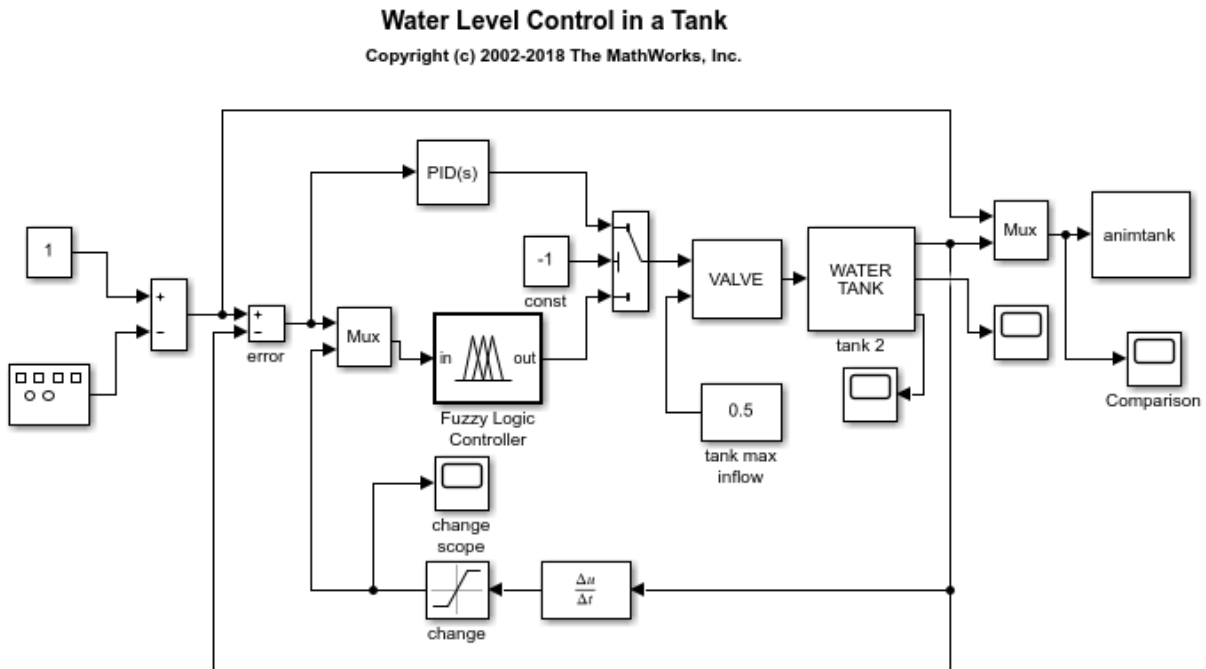 Water Level Control in a Tank
Copyright (c) 2002-2018 The MathWorks, Inc.
PID(s)
1
+
−
+
−
error
Mux
in
out
Fuzzy Logic
Controller
-1
const
VALVE
WATER
TANK
tank 2
Mux
animtank
Comparison
0.5
tank max
inflow
change
scope
change
Δu
Δt